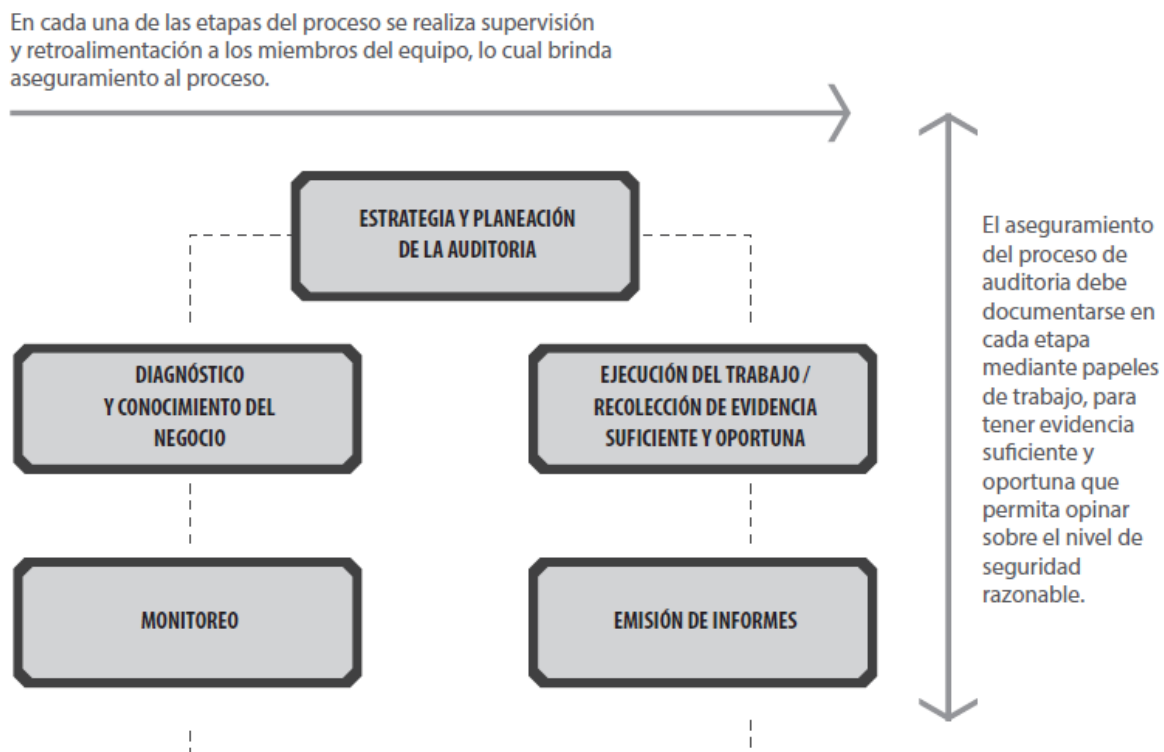 En cada una de las etapas del proceso se realiza supervisión
y retroalimentación a los miembros del equipo, lo cual brinda
aseguramiento al proceso.
ESTRATEGIA Y PLANEACIÓN
DE LA AUDITORIA
DIAGNÓSTICO
Y CONOCIMIENTO DEL
NEGOCIO
EJECUCIÓN DEL TRABAJO /
RECOLECCIÓN DE EVIDENCIA
SUFICIENTE Y OPORTUNA
MONITOREO
EMISIÓN DE INFORMES
El aseguramiento
del proceso de
auditoria debe
documentarse en
cada etapa
mediante papeles
de trabajo, para
tener evidencia
suficiente y
oportuna que
permita opinar
sobre el nivel de
seguridad
razonable.